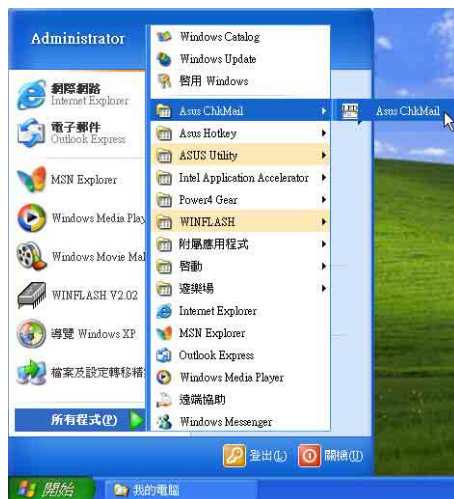 Administrator
網際網路
Internet Explorer
電子郵件
Outlook Express
MSN Explorer
Windows Media Play
Windows Movie Mal
WINFLASH V2.02
導覽 Windows XP
檔案及設定轉移精
所有程式(P)
Windows Catalog
Windows Update
啓用 Windows
Asus ChkMail
Asus Hotkey
ASUS Utility
Intel Application Accelerator
Power4 Gear
WINFLASH
附屬應用程式
啓動
遊樂場
Internet Explorer
MSN Explorer
Outlook Express
Windows Media Player
遠端協助
Windows Messenger
Asus ChkMail
登出(L)
關機(U)
開始
我的電腦